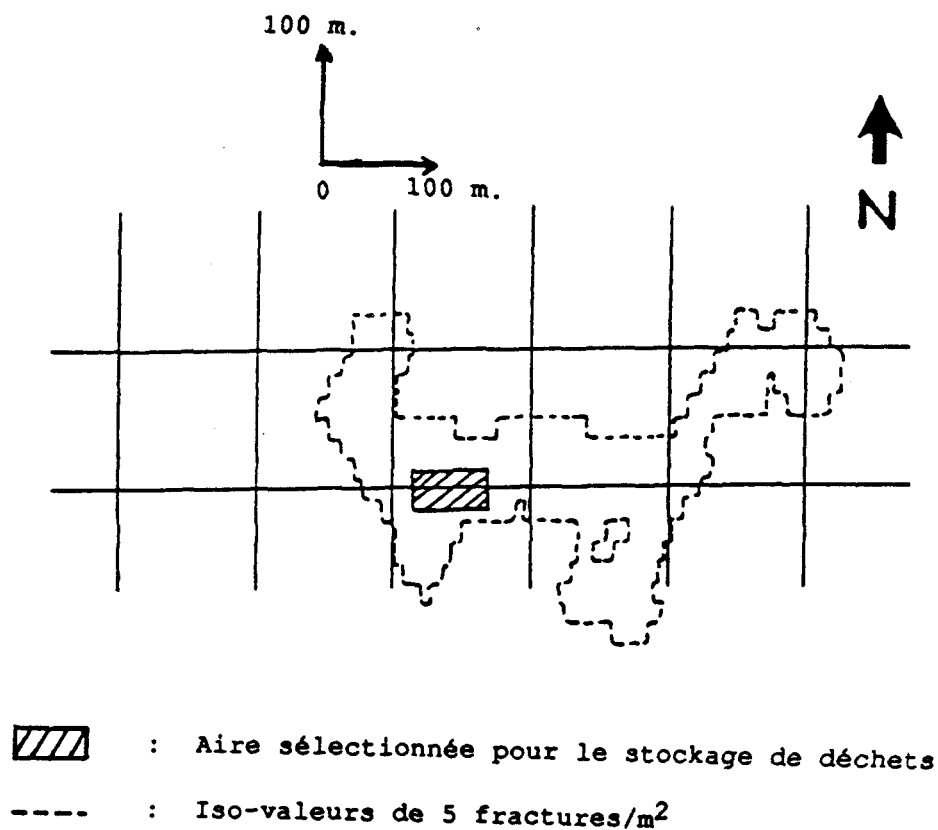 100 m.
0
100 m.
N
: Aire sélectionnée pour le stockage de déchets
: Iso-valeurs de 5 fractures/m²